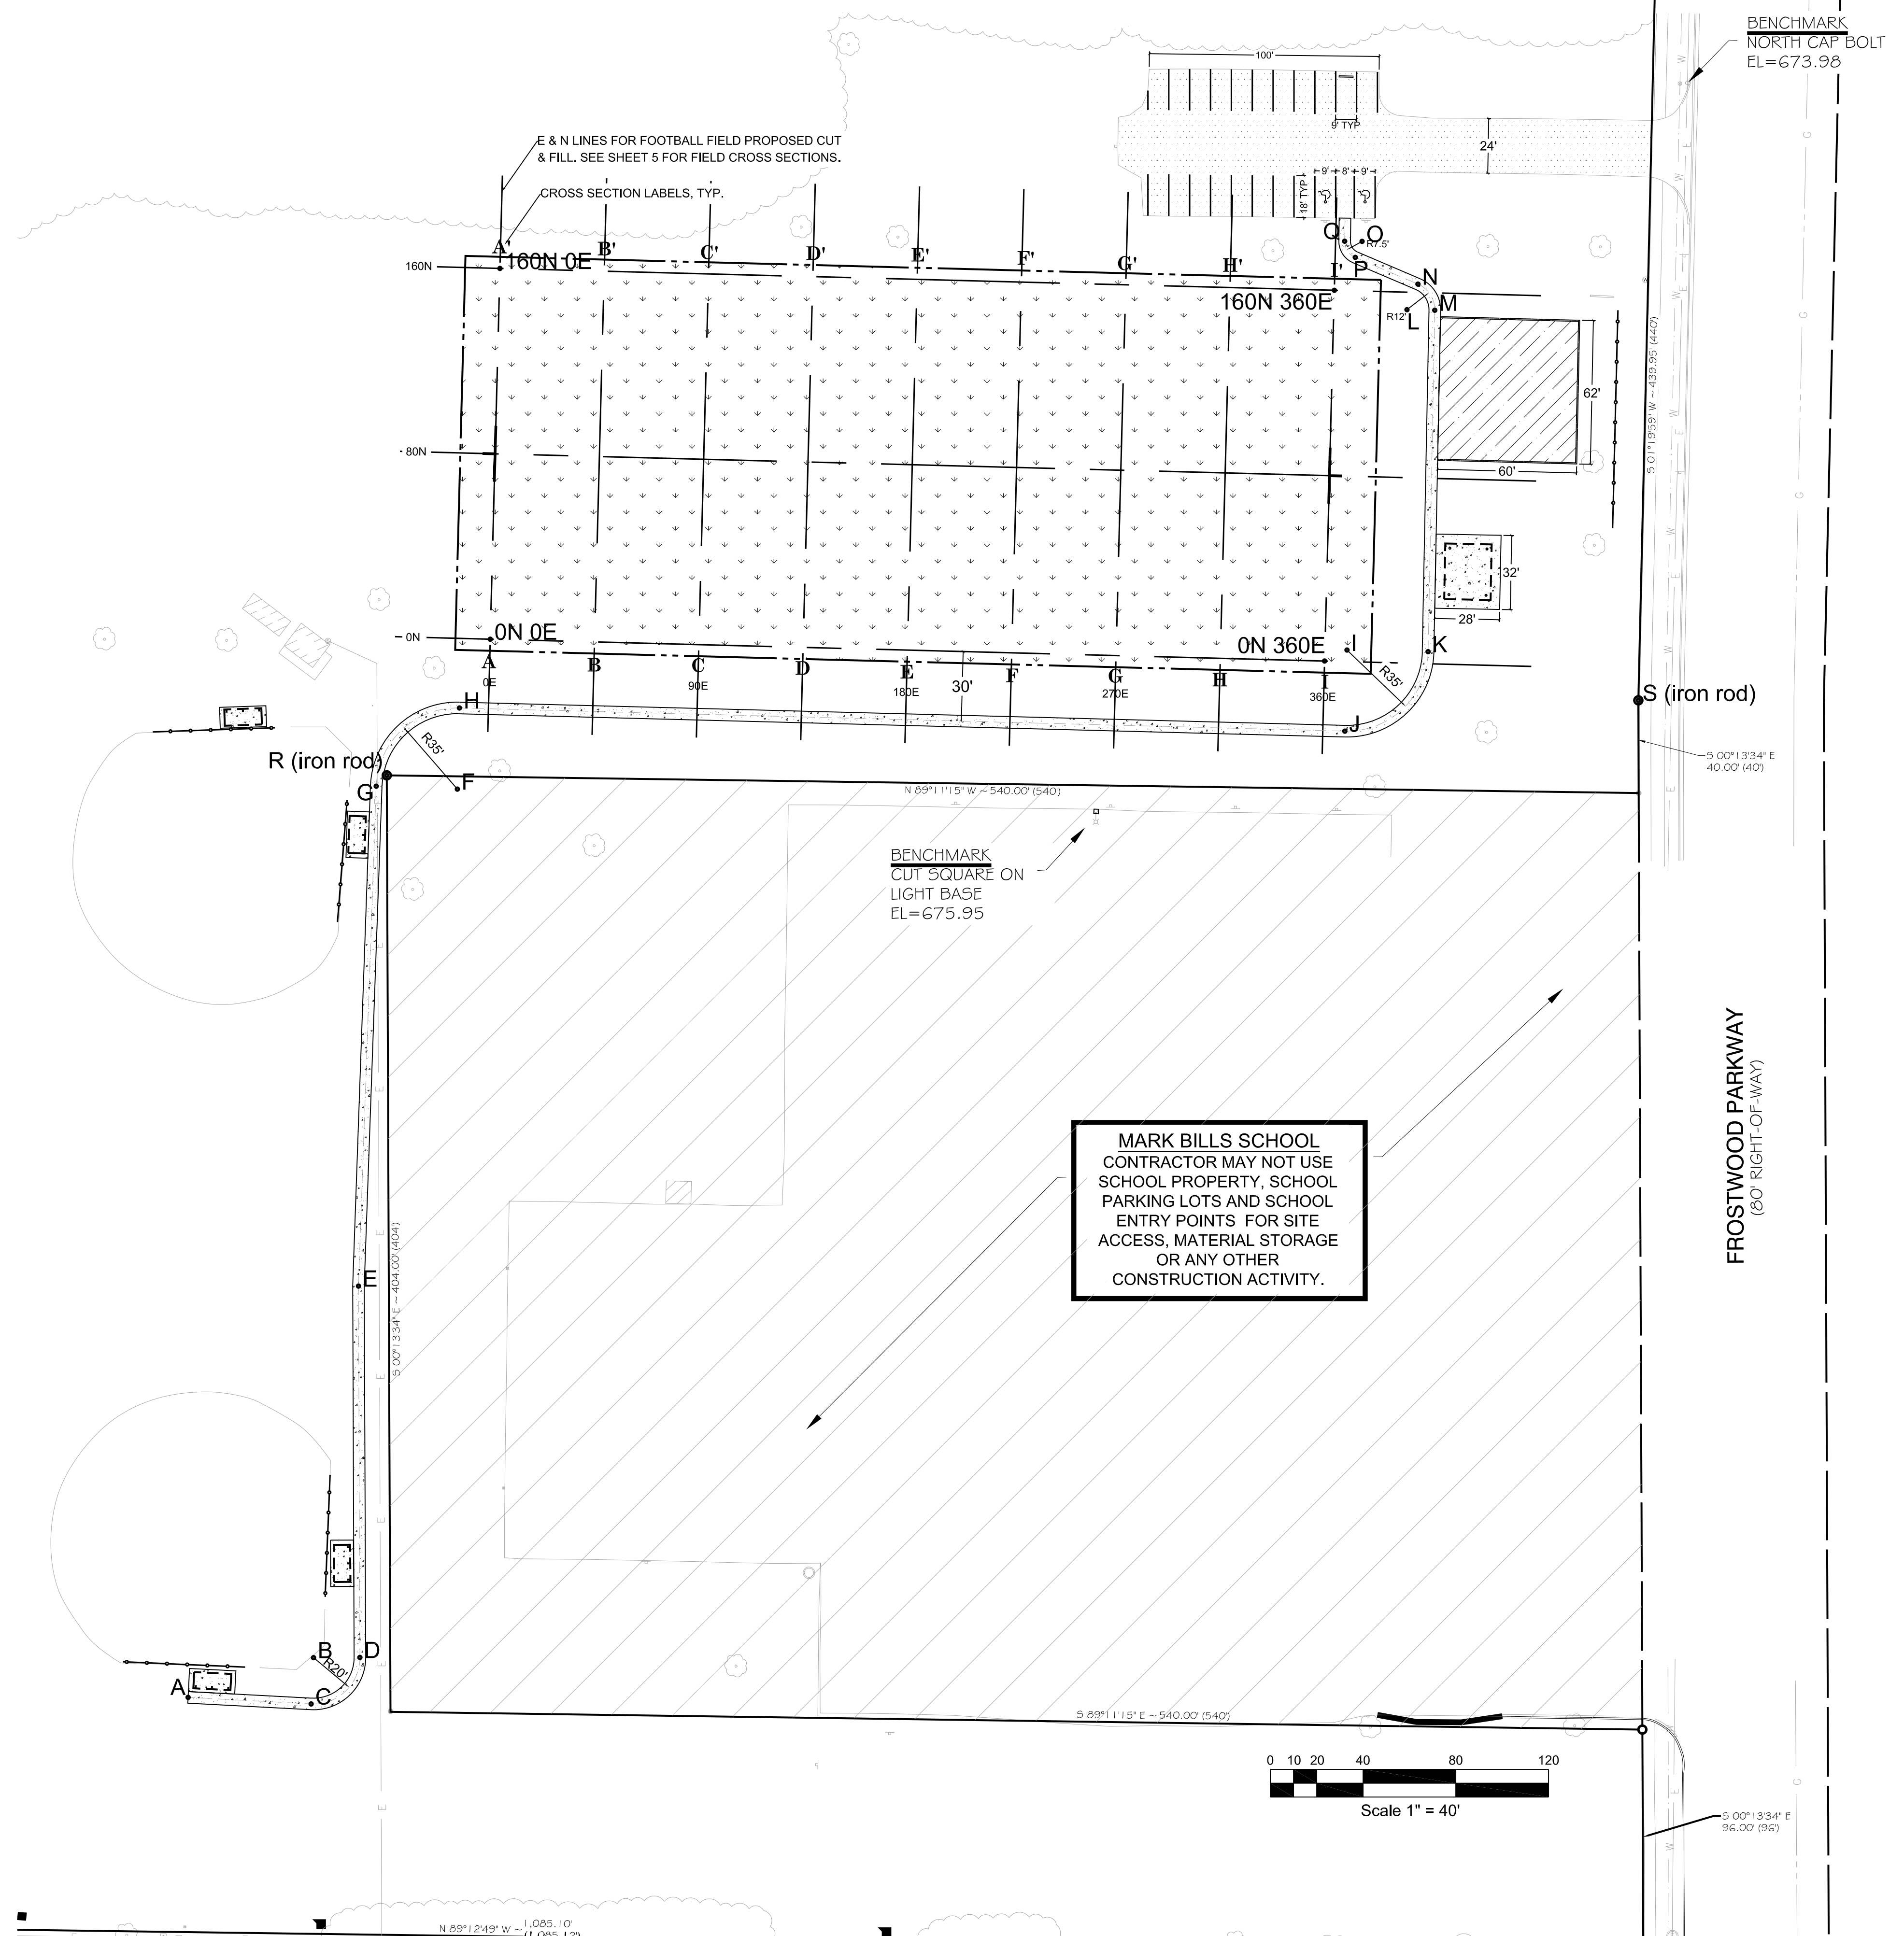 BENCHMARK
NORTH CAP BOLT
EL=673.98
100'
9' TYP
24'
E & N LINES FOR FOOTBALL FIELD PROPOSED CUT
& FILL. SEE SHEET 5 FOR FIELD CROSS SECTIONS.
CROSS SECTION LABELS, TYP.
9' 8' 9'
18' TYP
Q O
R7.5'
P
A' B' C' D' E' F' G' H' I'
160N
160N 0E
160N 360E
N
M
R12'
L
S 01°19'59" W ~ 439.95' (440')
62'
60'
80N
32'
28'
0N
0N 0E
0N 360E
I
K
A B C D E F G H I
0E
90E
180E
270E
360E
30'
R35'
H
J
S (iron rod)
R35'
R (iron rod)
F
G
S 00°13'34" E
40.00' (40')
N 89°11'15" W ~ 540.00' (540')
BENCHMARK
CUT SQUARE ON
LIGHT BASE
EL=675.95
MARK BILLS SCHOOL
CONTRACTOR MAY NOT USE
SCHOOL PROPERTY, SCHOOL
PARKING LOTS AND SCHOOL
ENTRY POINTS FOR SITE
ACCESS, MATERIAL STORAGE
OR ANY OTHER
CONSTRUCTION ACTIVITY.
FROSTWOOD PARKWAY
(80' RIGHT-OF-WAY)
E
S 00°13'34" E ~ 404.00' (404')
B
D
R20'
A
C
S 89°11'15" E ~ 540.00' (540')
0 10 20 40 80 120
Scale 1" = 40'
S 00°13'34" E
96.00' (96')
N 89°12'49" W ~ 1,085.10'
(1,085.12')